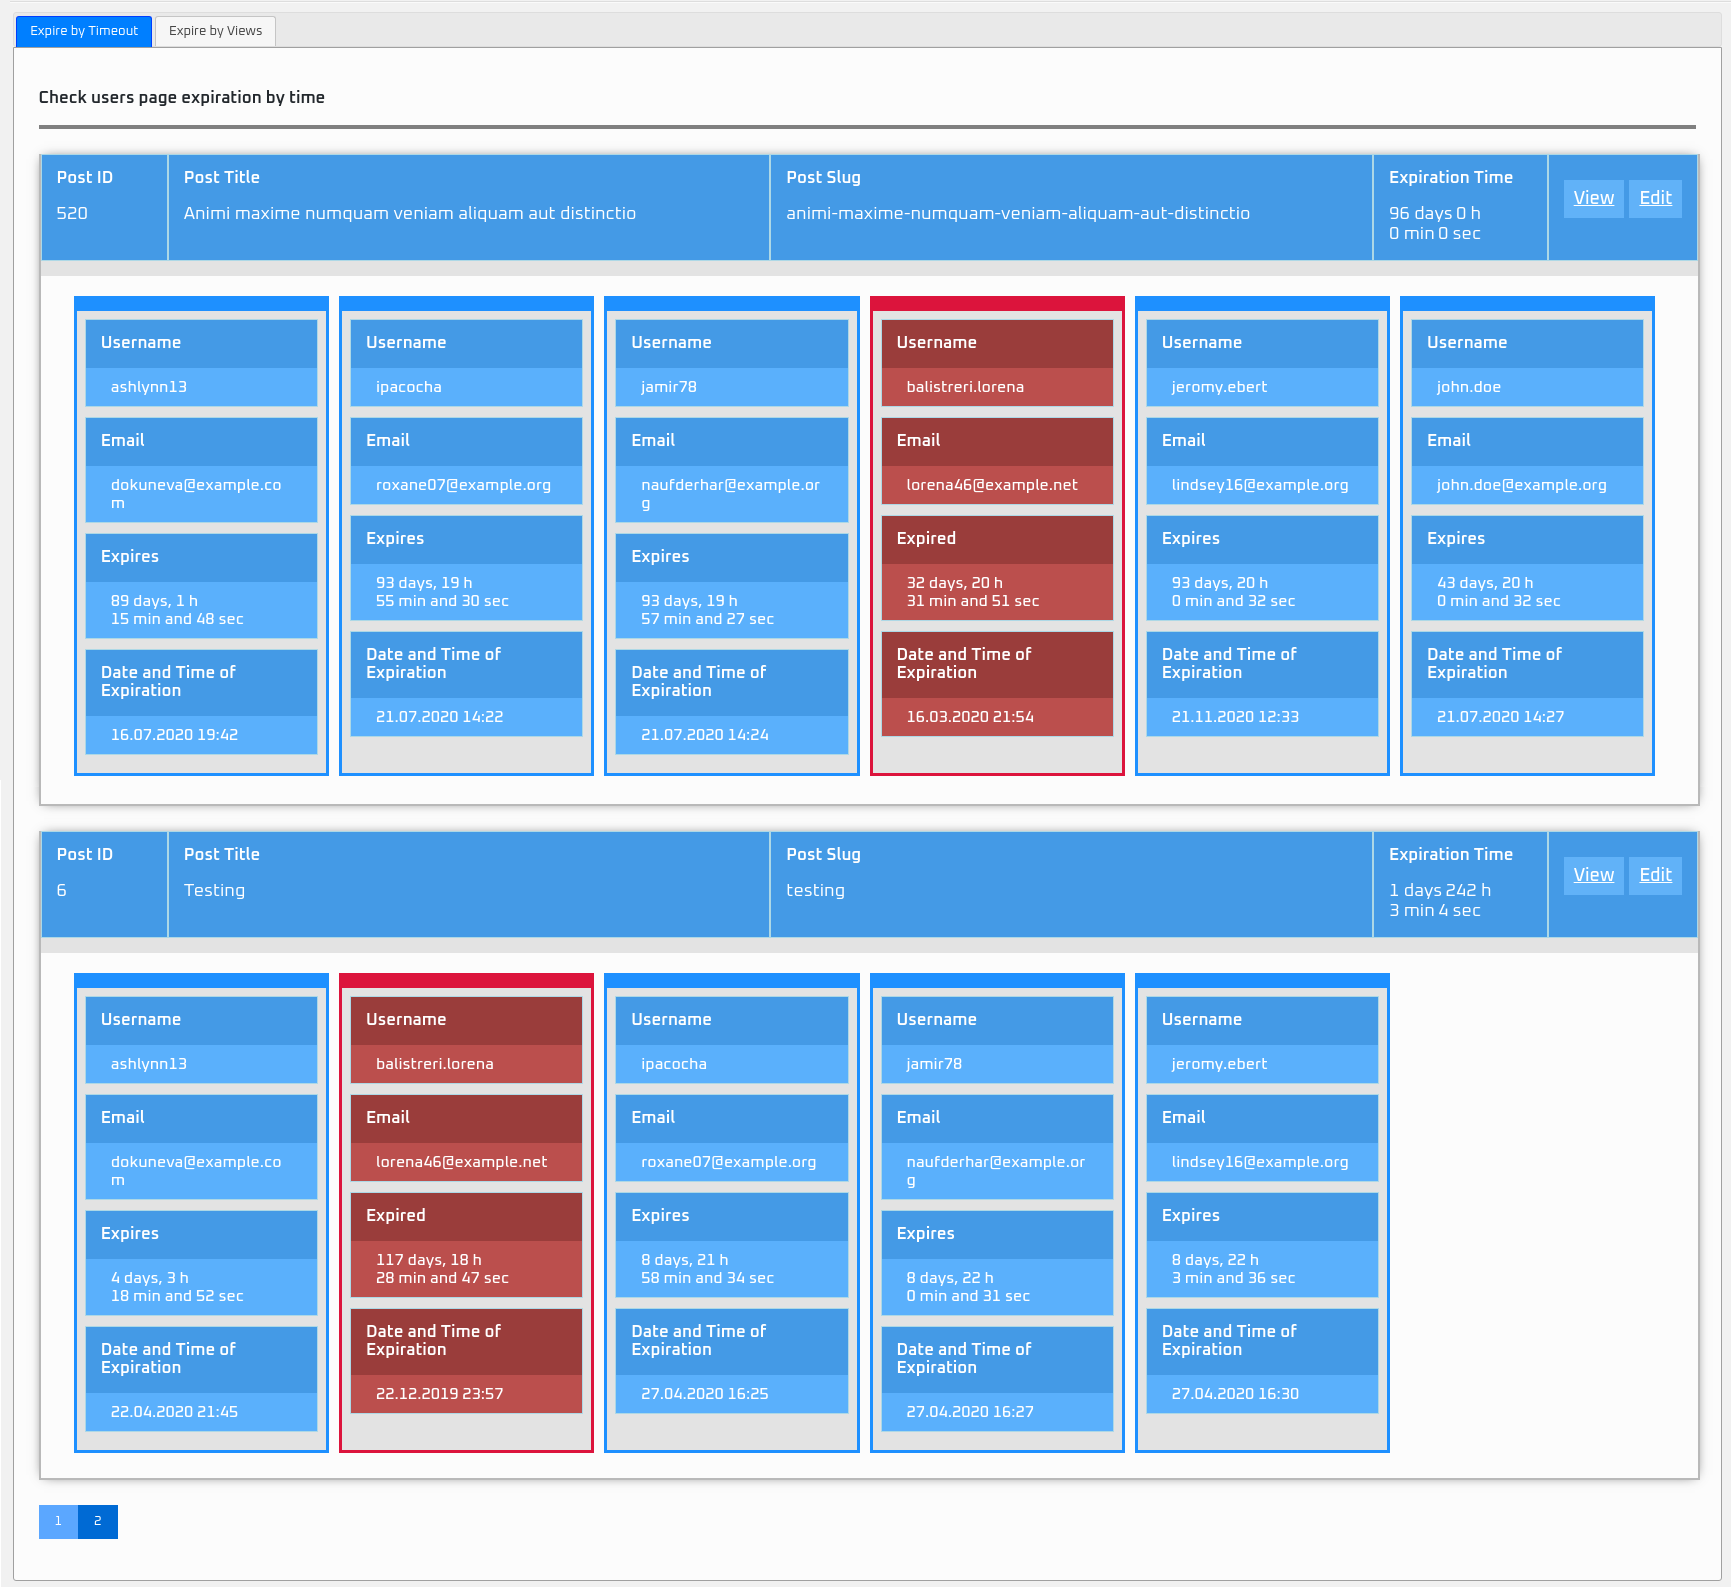 Expire by Timeout
Expire by Views
Check users page expiration by time
Post ID
520
Post Title
Animi maxime numquam veniam aliquam aut distinctio
Post Slug
animi-maxime-numquam-veniam-aliquam-aut-distinctio
Expiration Time
96 days 0 h
0 min 0 sec
View
Edit
Username
ashlynn13
Email
dokuneva@example.co
m
Expires
89 days, 1 h
15 min and 48 sec
Date and Time of
Expiration
16.07.2020 19:42
Username
ipacocha
Email
roxane07@example.org
Expires
93 days, 19 h
55 min and 30 sec
Date and Time of
Expiration
21.07.2020 14:22
Username
jamir78
Email
naufderhar@example.or
g
Expires
93 days, 19 h
57 min and 27 sec
Date and Time of
Expiration
21.07.2020 14:24
Username
balistreri.lorena
Email
lorena46@example.net
Expired
32 days, 20 h
31 min and 51 sec
Date and Time of
Expiration
16.03.2020 21:54
Username
jeromy.ebert
Email
lindsey16@example.org
Expires
93 days, 20 h
0 min and 32 sec
Date and Time of
Expiration
21.11.2020 12:33
Username
john.doe
Email
john.doe@example.org
Expires
43 days, 20 h
0 min and 32 sec
Date and Time of
Expiration
21.07.2020 14:27
Post ID
6
Post Title
Testing
Post Slug
testing
Expiration Time
1 days 242 h
3 min 4 sec
View
Edit
Username
ashlynn13
Email
dokuneva@example.co
m
Expires
4 days, 3 h
18 min and 52 sec
Date and Time of
Expiration
22.04.2020 21:45
Username
balistreri.lorena
Email
lorena46@example.net
Expired
117 days, 18 h
28 min and 47 sec
Date and Time of
Expiration
22.12.2019 23:57
Username
ipacocha
Email
roxane07@example.org
Expires
8 days, 21 h
58 min and 34 sec
Date and Time of
Expiration
27.04.2020 16:25
Username
jamir78
Email
naufderhar@example.or
g
Expires
8 days, 22 h
0 min and 31 sec
Date and Time of
Expiration
27.04.2020 16:27
Username
jeromy.ebert
Email
lindsey16@example.org
Expires
8 days, 22 h
3 min and 36 sec
Date and Time of
Expiration
27.04.2020 16:30
1
2